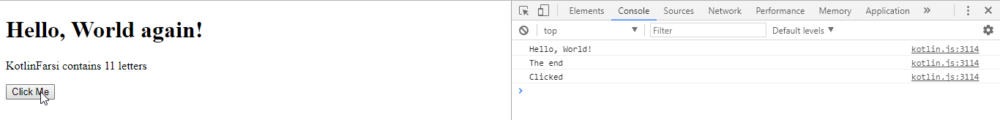 Hello, World again!
KotlinFarsi contains 11 letters
Click Me
Elements Console Sources Network Performance Memory Application »
top ▼ Filter Default levels ▼
Hello, World! kotlin.js:3114
The end kotlin.js:3114
Clicked kotlin.js:3114
>